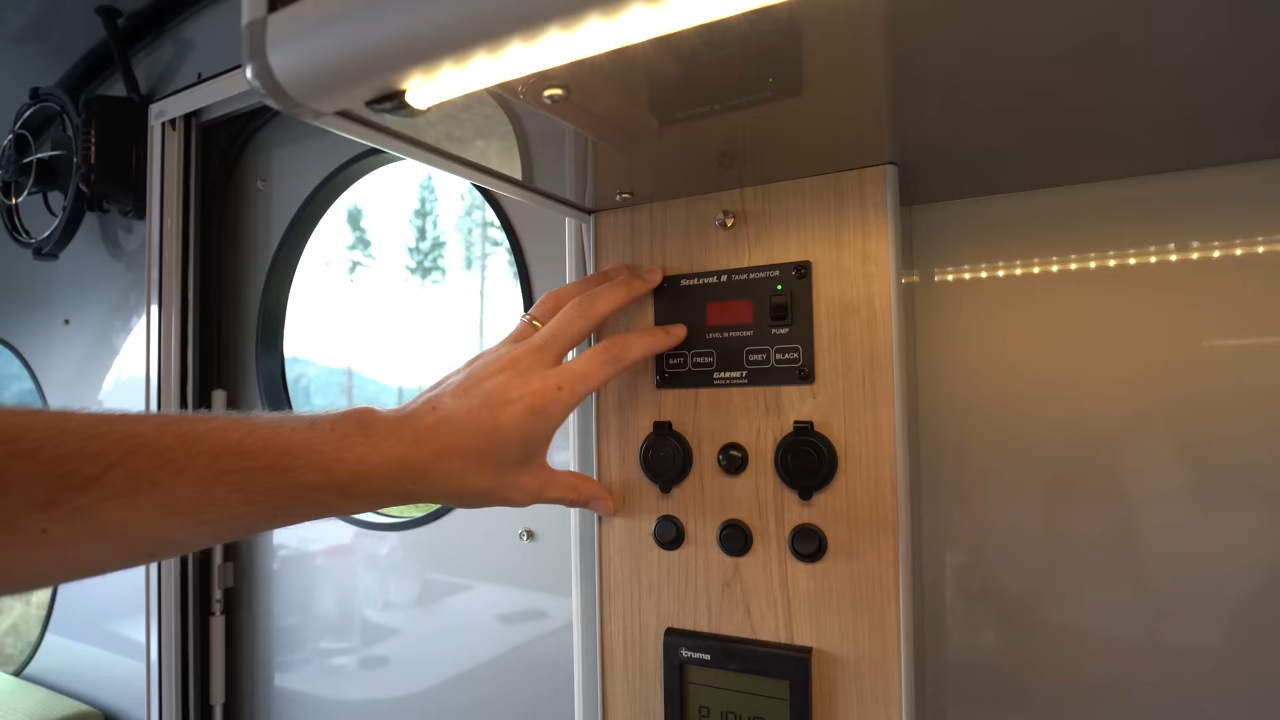 SeeLeveL II TANK MONITOR
LEVEL IN PERCENT
PUMP
BATT FRESH GREY BLACK
GARNET
MADE IN CANADA
truma